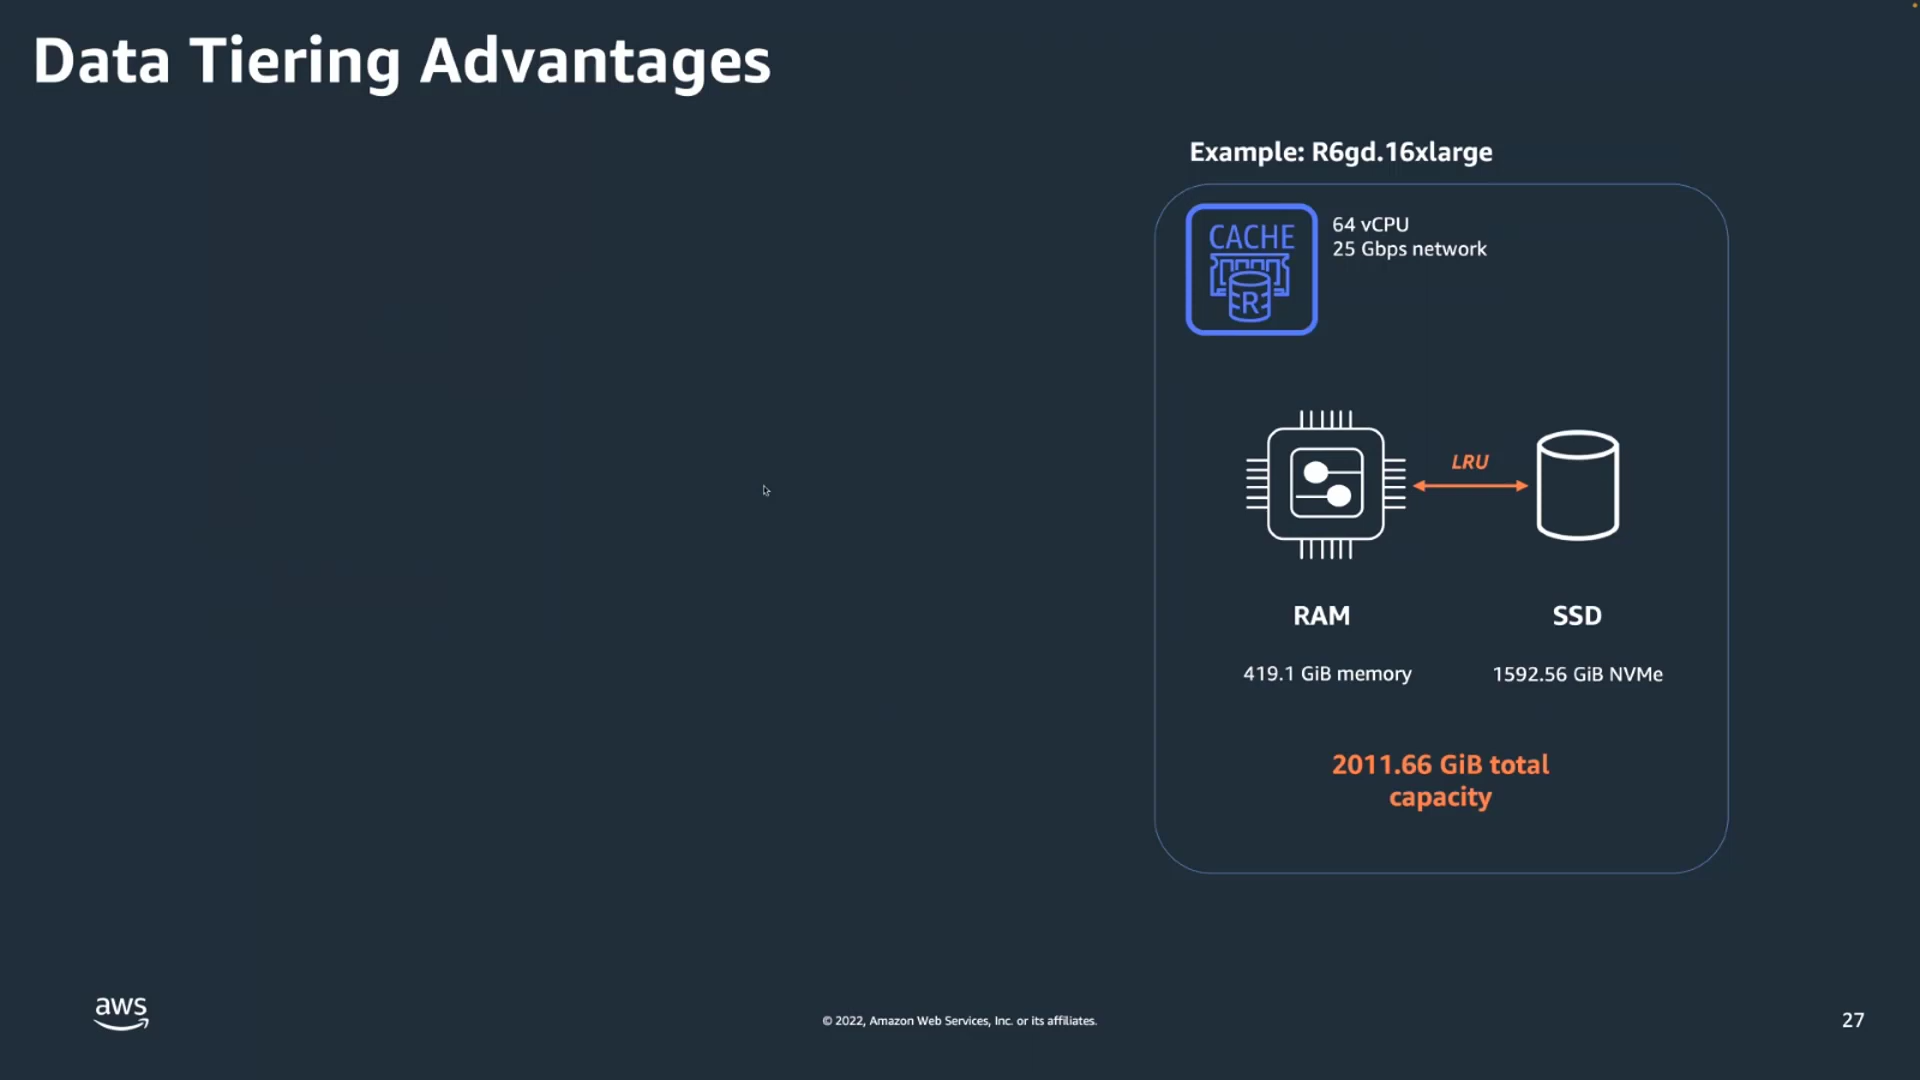 Data Tiering Advantages
Example: R6gd.16xlarge
CACHE
R
64 vCPU
25 Gbps network
LRU
RAM
SSD
419.1 GiB memory
1592.56 GiB NVMe
2011.66 GiB total
capacity
aws
© 2022, Amazon Web Services, Inc. or its affiliates.
27